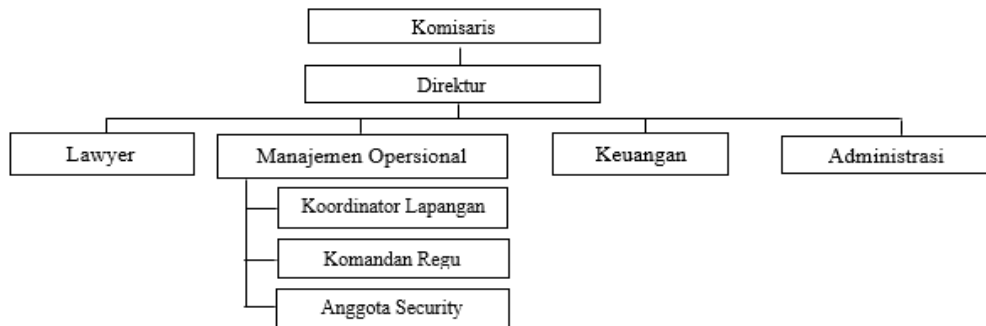 Komisaris
Direktur
Lawyer
Manajemen Opersional
Keuangan
Administrasi
Koordinator Lapangan
Komandan Regu
Anggota Security